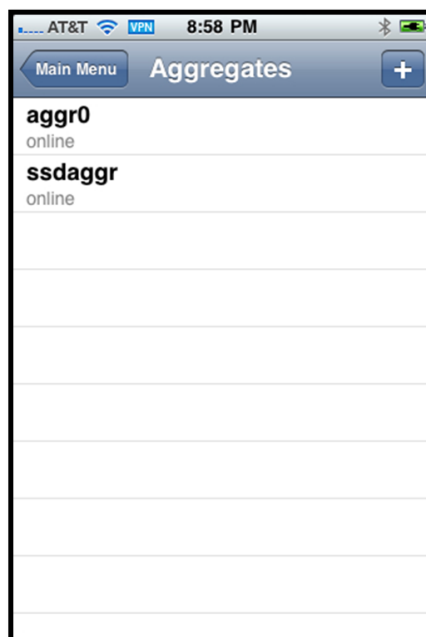 AT&T VPN 8:58 PM
Main Menu Aggregates +
aggr0
online
ssdaggr
online